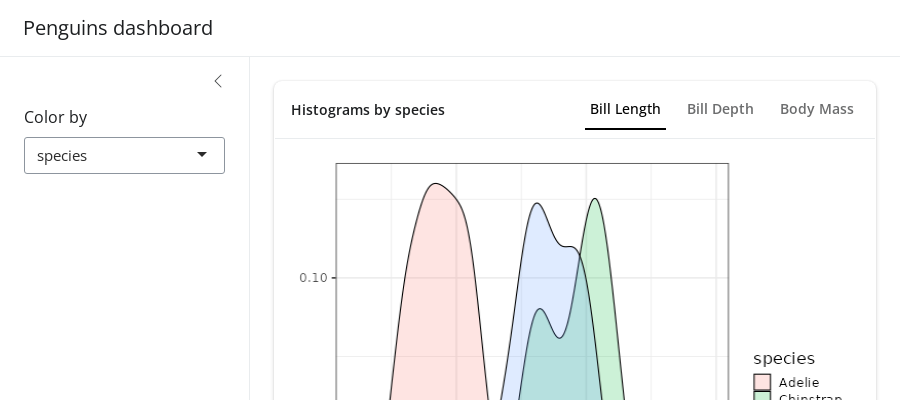 Penguins dashboard
Color by
species
Histograms by species
Bill Length
Bill Depth
Body Mass
0.10
species
Adelie
Chinstrap